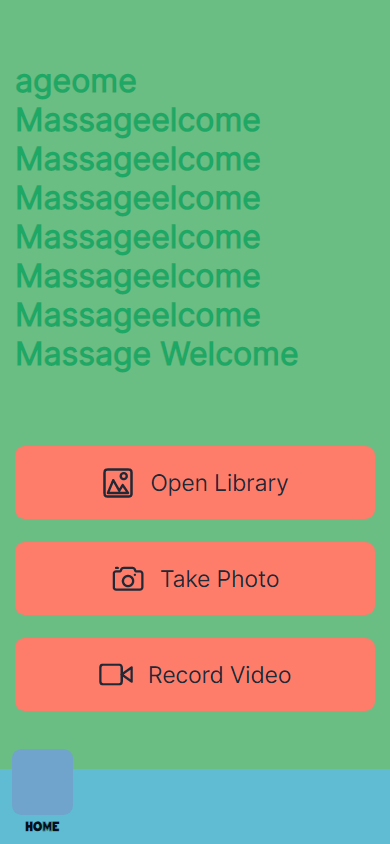 ageome
Massageelcome
Massageelcome
Massageelcome
Massageelcome
Massageelcome
Massageelcome
Massage Welcome
Open Library
Take Photo
Record Video
HOME